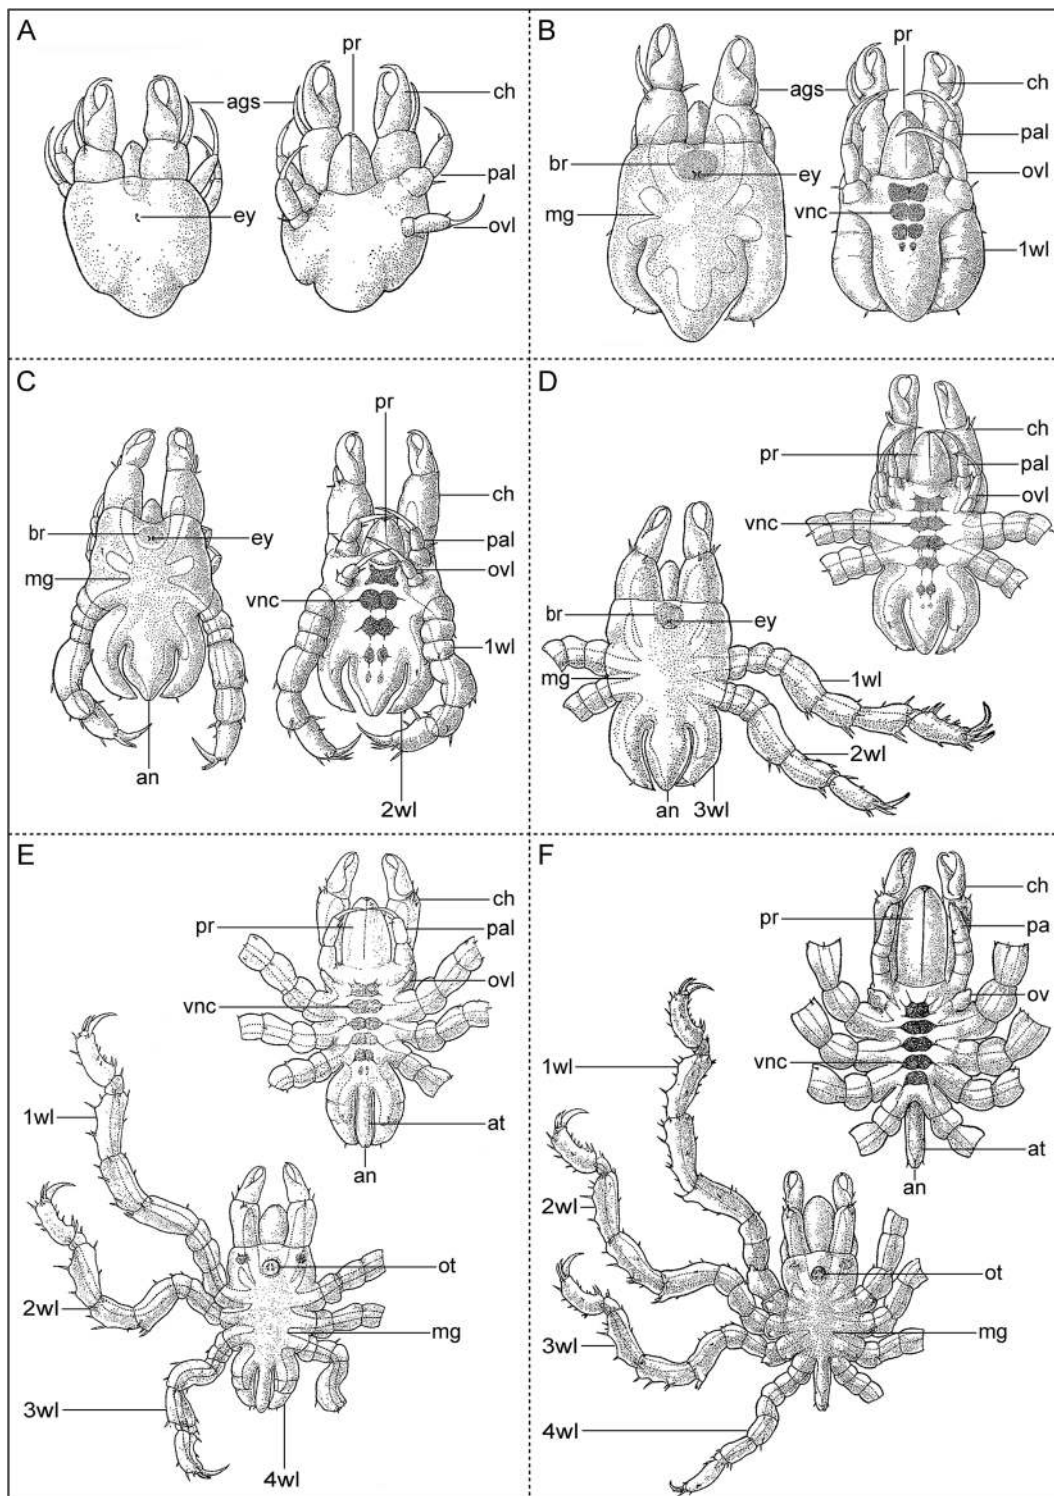 A
pr
ags
ch
pal
ey
ovl
B
pr
ags
ch
pal
br
ey
ovl
mg
vnc
1wl
C
pr
ch
br
ey
pal
ovl
mg
vnc
1wl
an
2wl
D
ch
pr
pal
ovl
vnc
br
ey
mg
1wl
2wl
an
3wl
E
ch
pr
pal
ovl
vnc
1wl
at
an
2wl
ot
mg
3wl
4wl
F
ch
pr
pa
ov
1wl
vnc
at
an
2wl
ot
3wl
mg
4wl